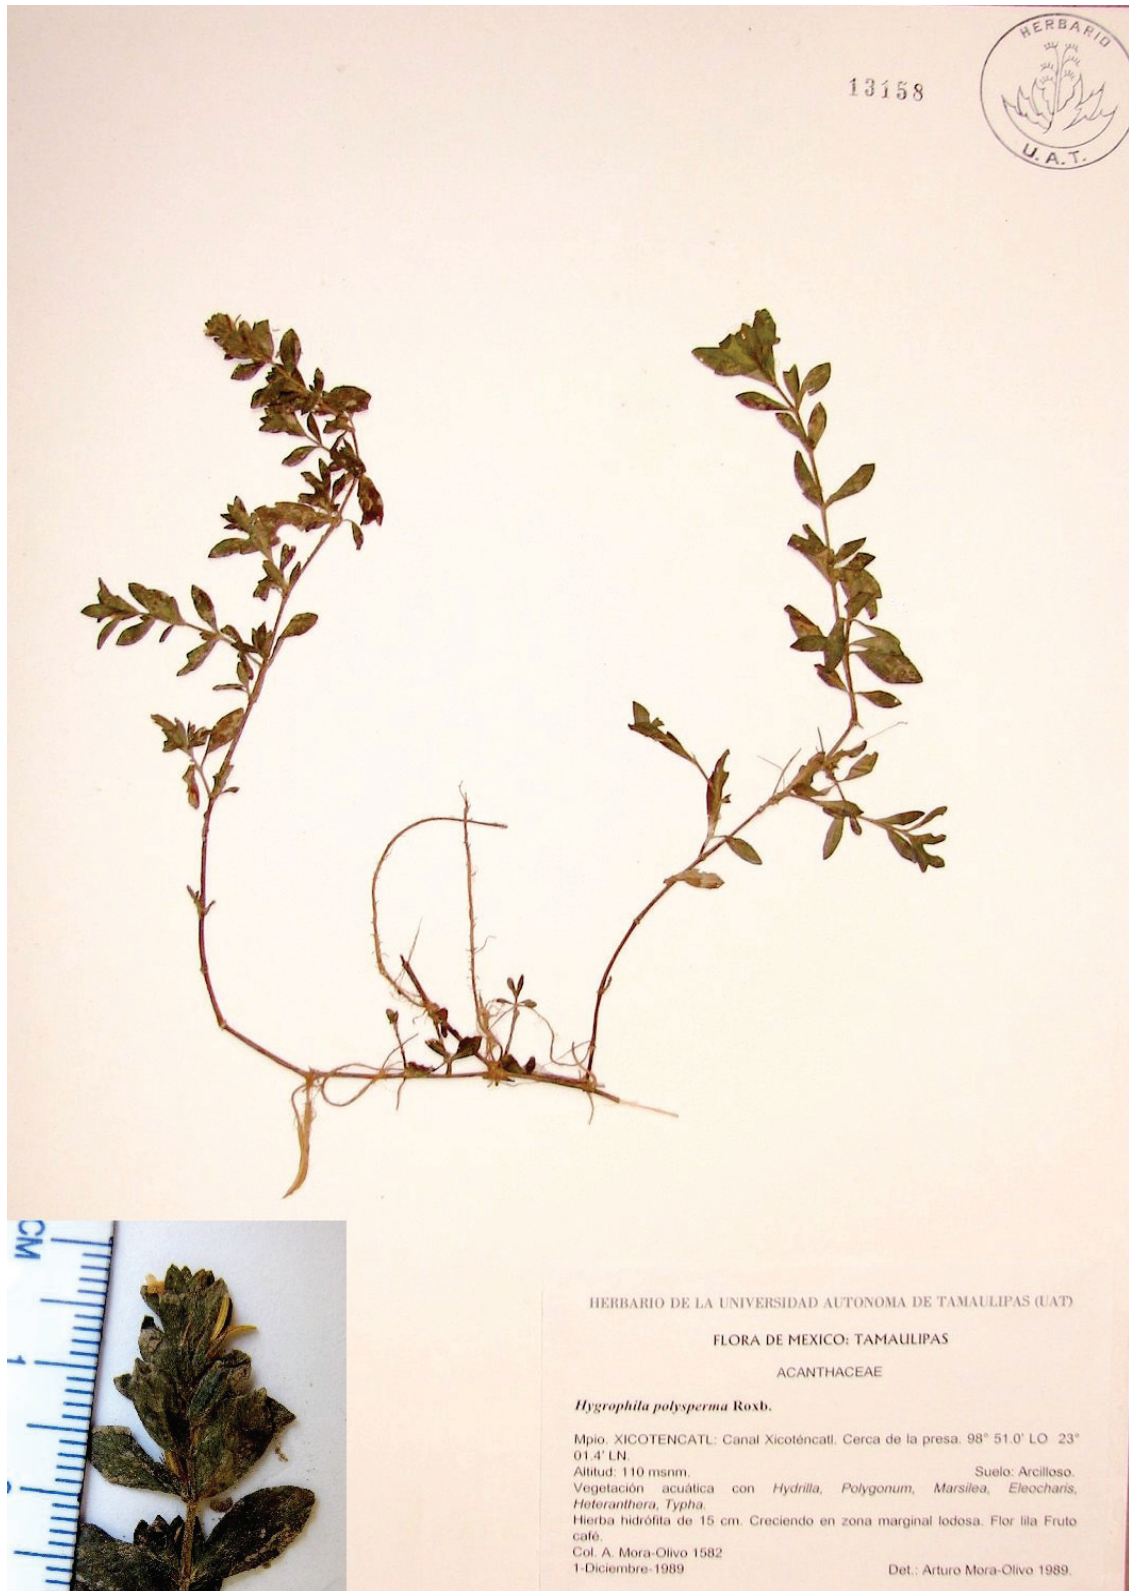 HERBARIO
U.A.T.
13158
CM
1
HERBARIO DE LA UNIVERSIDAD AUTONOMA DE TAMAULIPAS (UAT)
FLORA DE MEXICO: TAMAULIPAS
ACANTHACEAE
Hygrophila polysperma Roxb.
Mpio. XICOTENCATL: Canal Xicoténcatl. Cerca de la presa. 98° 51.0' LO 23°
01.4' LN.
Altitud: 110 msnm. Suelo: Arcilloso.
Vegetación acuática con Hydrilla, Polygonum, Marsilea, Eleocharis,
Heteranthera, Typha.
Hierba hidrófita de 15 cm. Creciendo en zona marginal lodosa. Flor lila Fruto
café.
Col. A. Mora-Olivo 1582
1-Diciembre-1989 Det.: Arturo Mora-Olivo 1989.